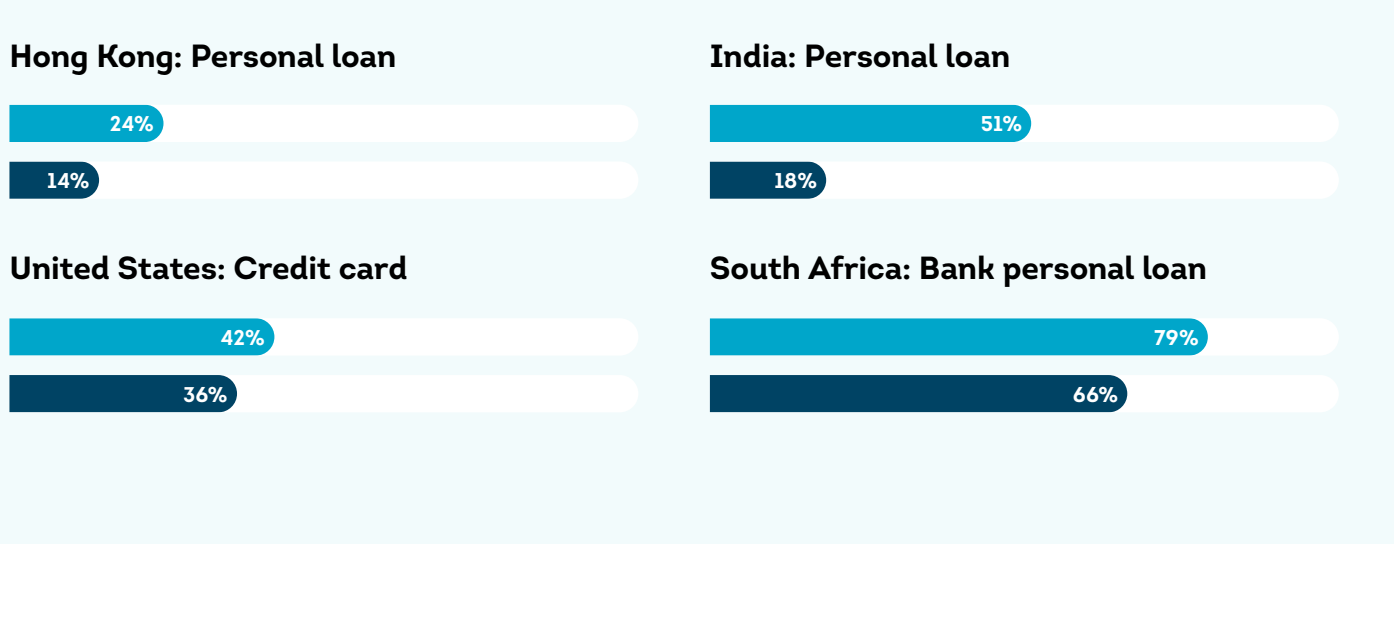 Hong Kong: Personal loan
24%
14%
India: Personal loan
51%
18%
United States: Credit card
42%
36%
South Africa: Bank personal loan
79%
66%